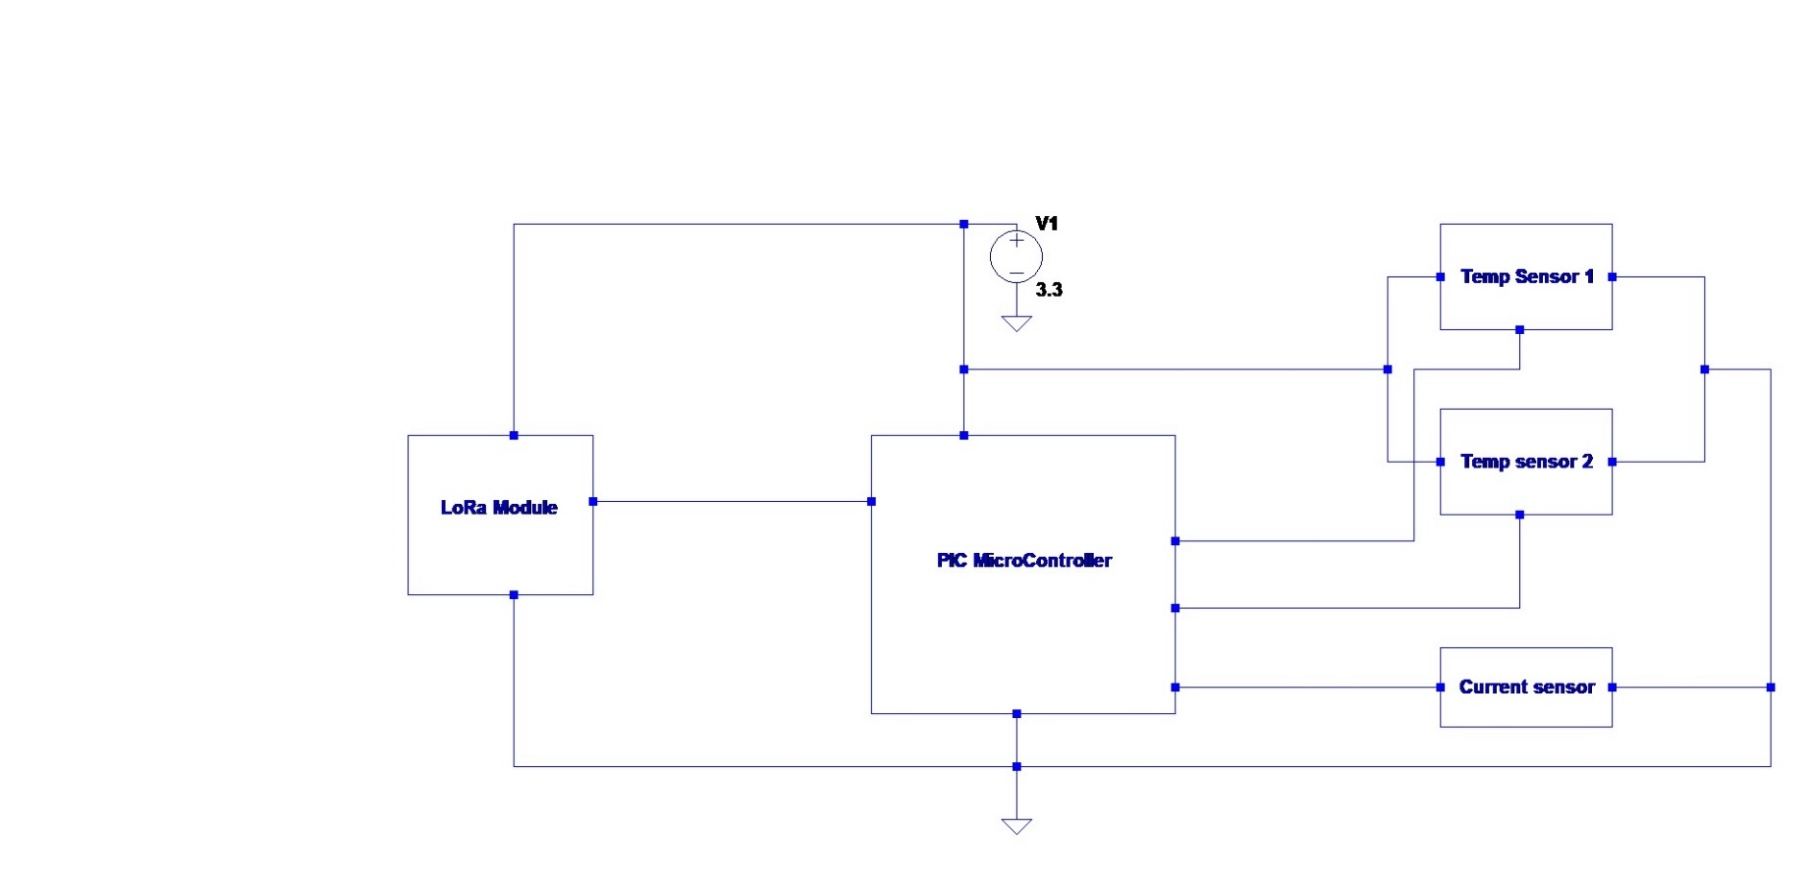 V1
3.3
Temp Sensor 1
Temp sensor 2
LoRa Module
PIC MicroController
Current sensor